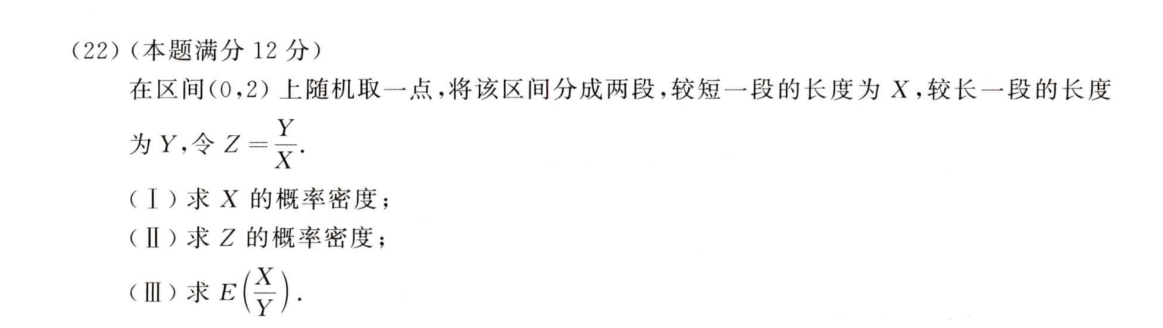 (22)(本题满分 12 分)
在区间(0,2) 上随机取一点,将该区间分成两段,较短一段的长度为 X,较长一段的长度
为 Y,令 Z = \frac{Y}{X}.
(Ⅰ) 求 X 的概率密度;
(Ⅱ) 求 Z 的概率密度;
(Ⅲ) 求 E\left(\frac{X}{Y}\right).